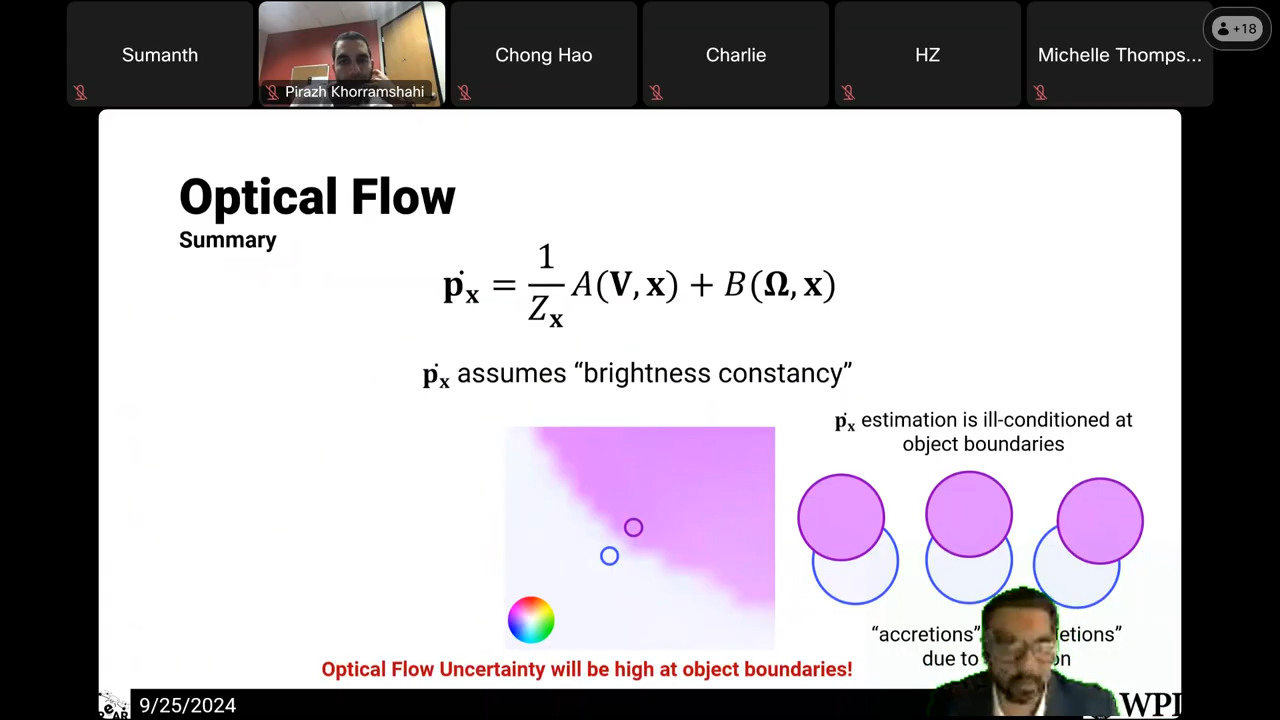 Sumanth
Pirazh Khorramshahi
Chong Hao
Charlie
HZ
Michelle Thomps...
+18
Optical Flow
Summary
ṗₓ = 1/Zₓ A(V, x) + B(Ω, x)
ṗₓ assumes “brightness constancy”
ṗₓ estimation is ill-conditioned at
object boundaries
“accretions”
due to
Optical Flow Uncertainty will be high at object boundaries!
9/25/2024
WPI